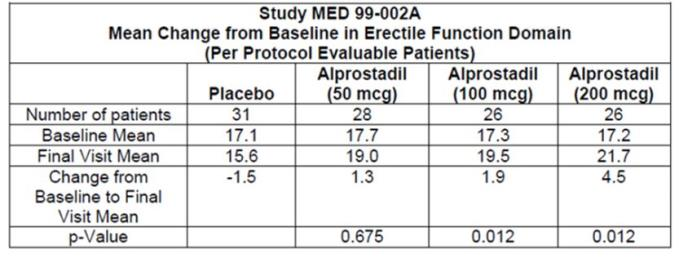 Study MED 99-002A
Mean Change from Baseline in Erectile Function Domain
(Per Protocol Evaluable Patients)
Placebo Alprostadil (50 mcg) Alprostadil (100 mcg) Alprostadil (200 mcg)
Number of patients 31 28 26 26
Baseline Mean 17.1 17.7 17.3 17.2
Final Visit Mean 15.6 19.0 19.5 21.7
Change from Baseline to Final Visit Mean -1.5 1.3 1.9 4.5
p-Value 0.675 0.012 0.012